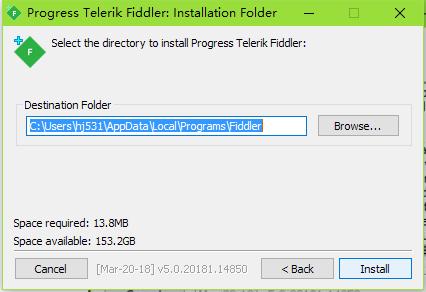 Progress Telerik Fiddler: Installation Folder
Select the directory to install Progress Telerik Fiddler:
Destination Folder
C:\Users\hj531\AppData\Local\Programs\Fiddler
Browse...
Space required: 13.8MB
Space available: 153.2GB
Cancel
[Mar-20-18] v5.0.20181.14850
< Back
Install